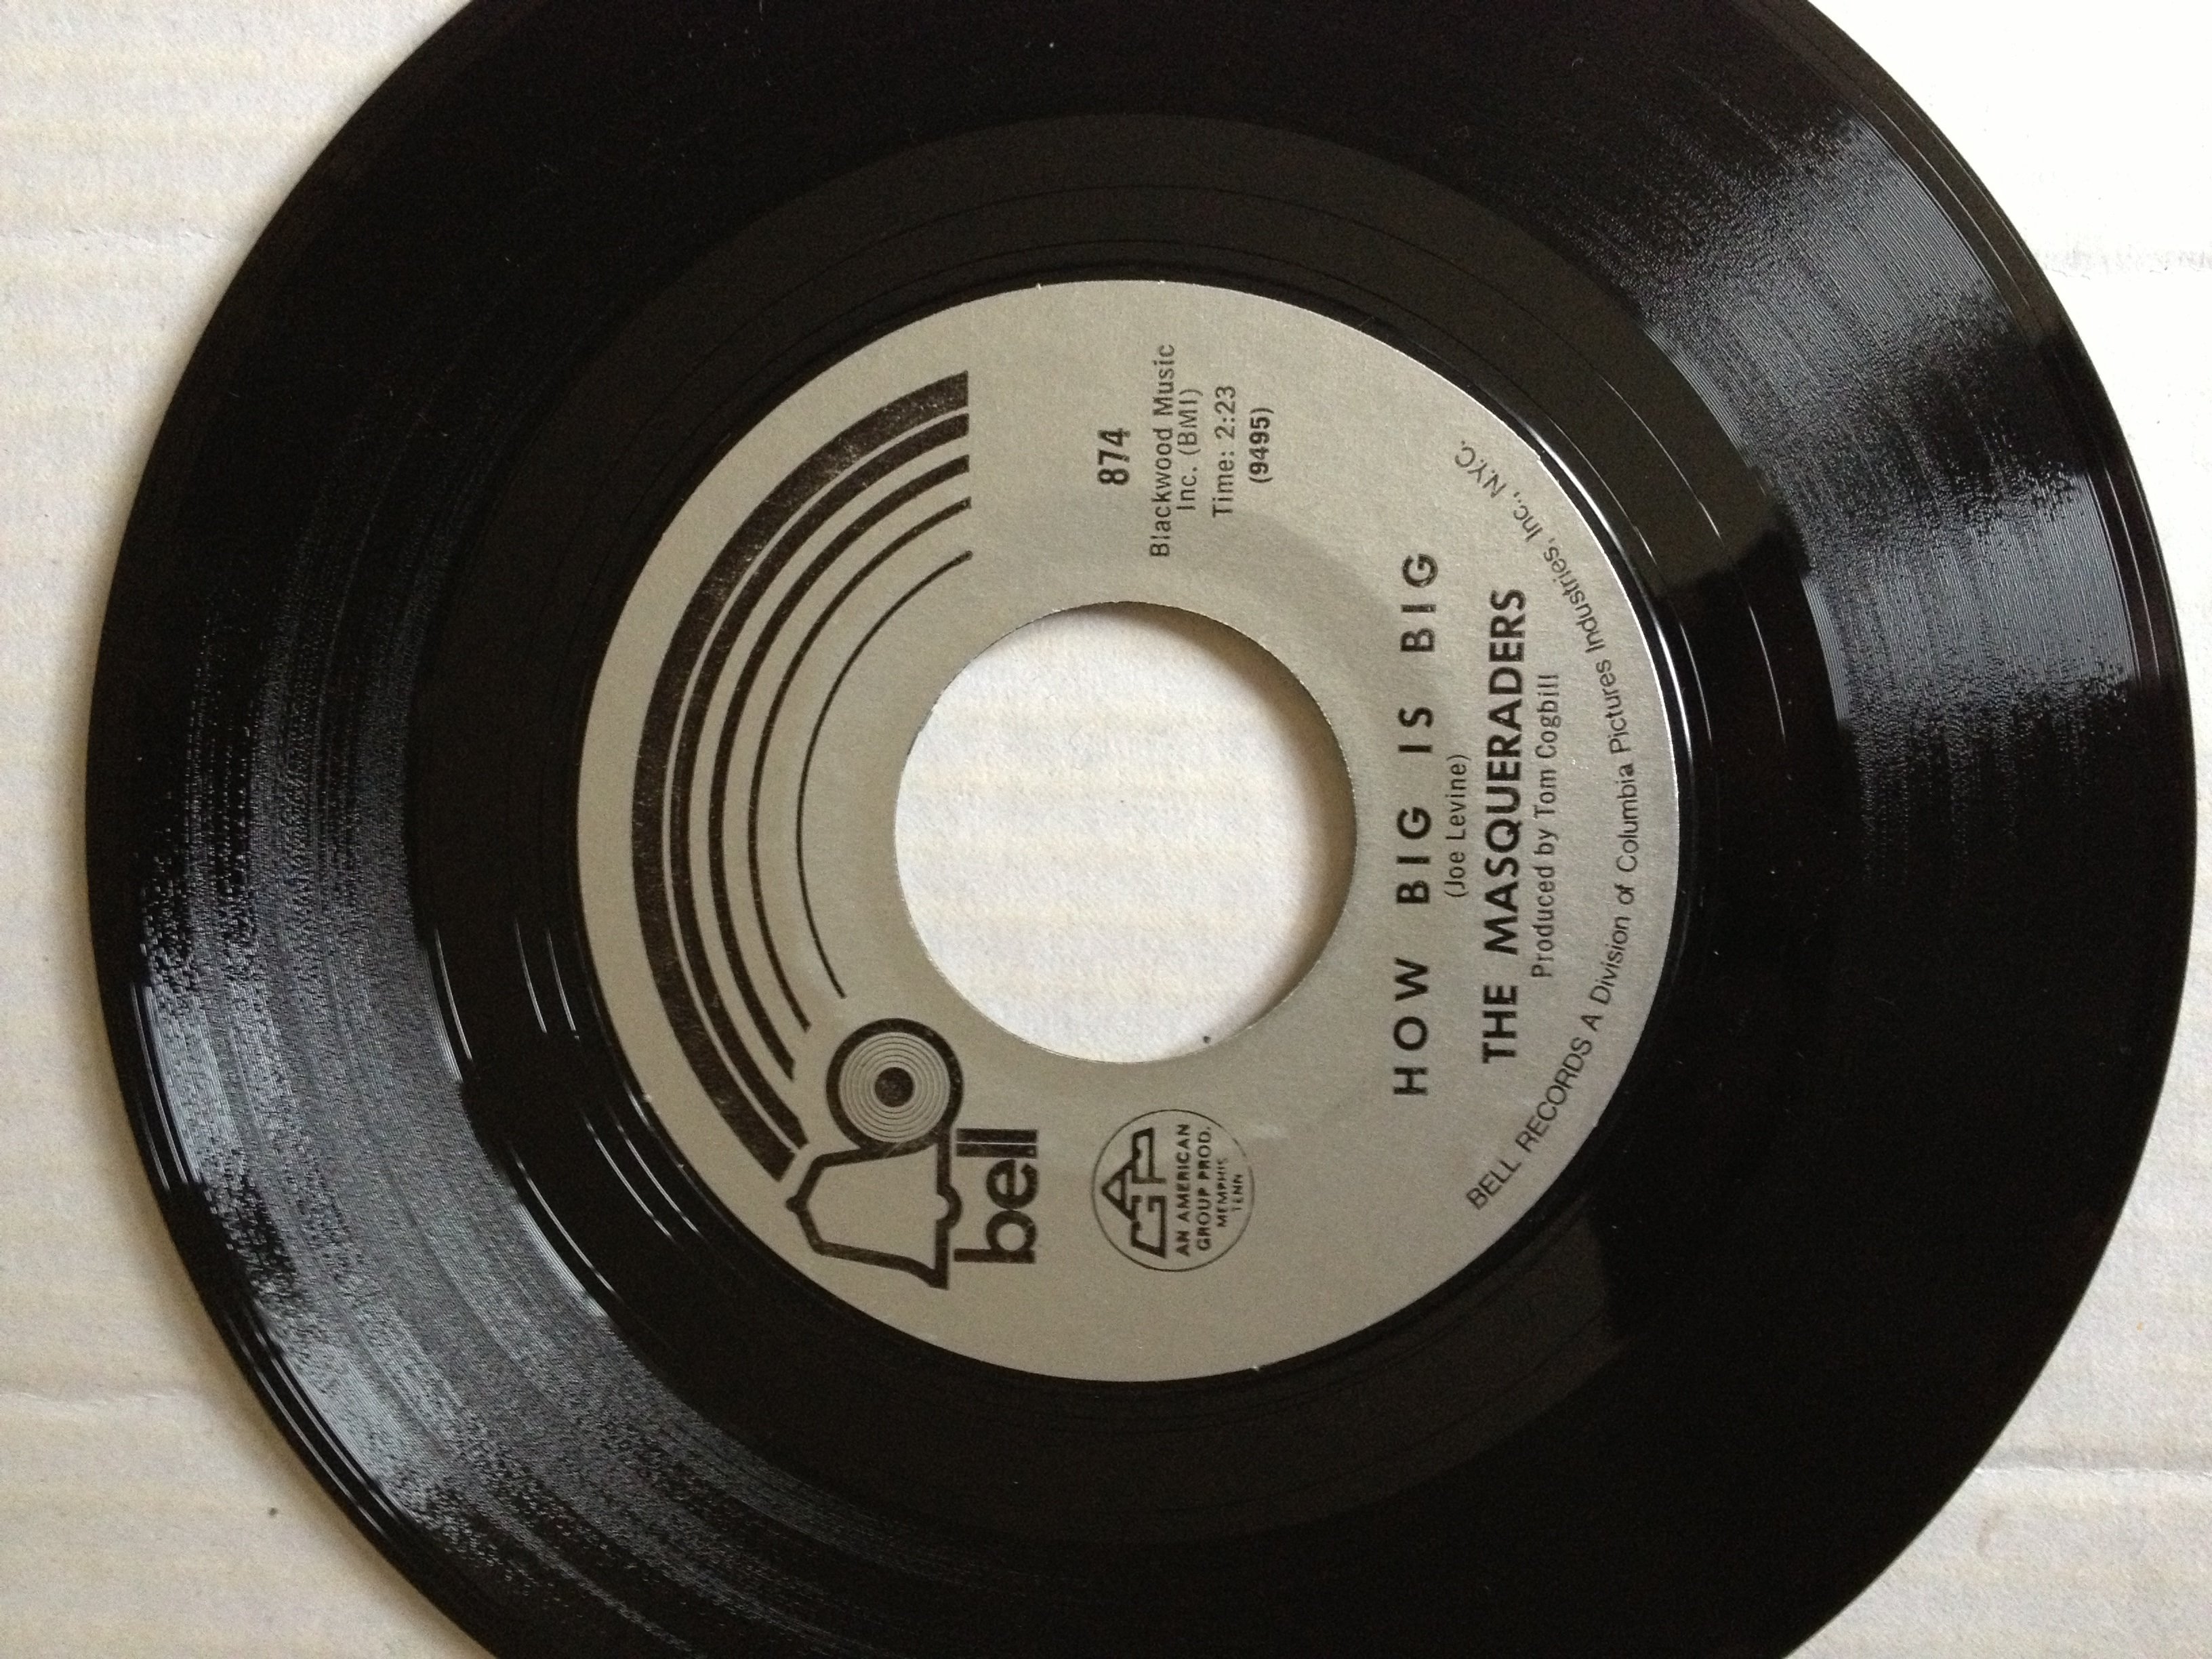 bell
AGP
AN AMERICAN
GROUP PROD.
MEMPHIS
TENN
874
Blackwood Music
Inc. (BMI)
Time: 2:23
(9495)
HOW BIG IS BIG
(Joe Levine)
THE MASQUERADERS
Produced by Tom Cogbill
BELL RECORDS A Division of Columbia Pictures Industries, Inc., N.Y.C.